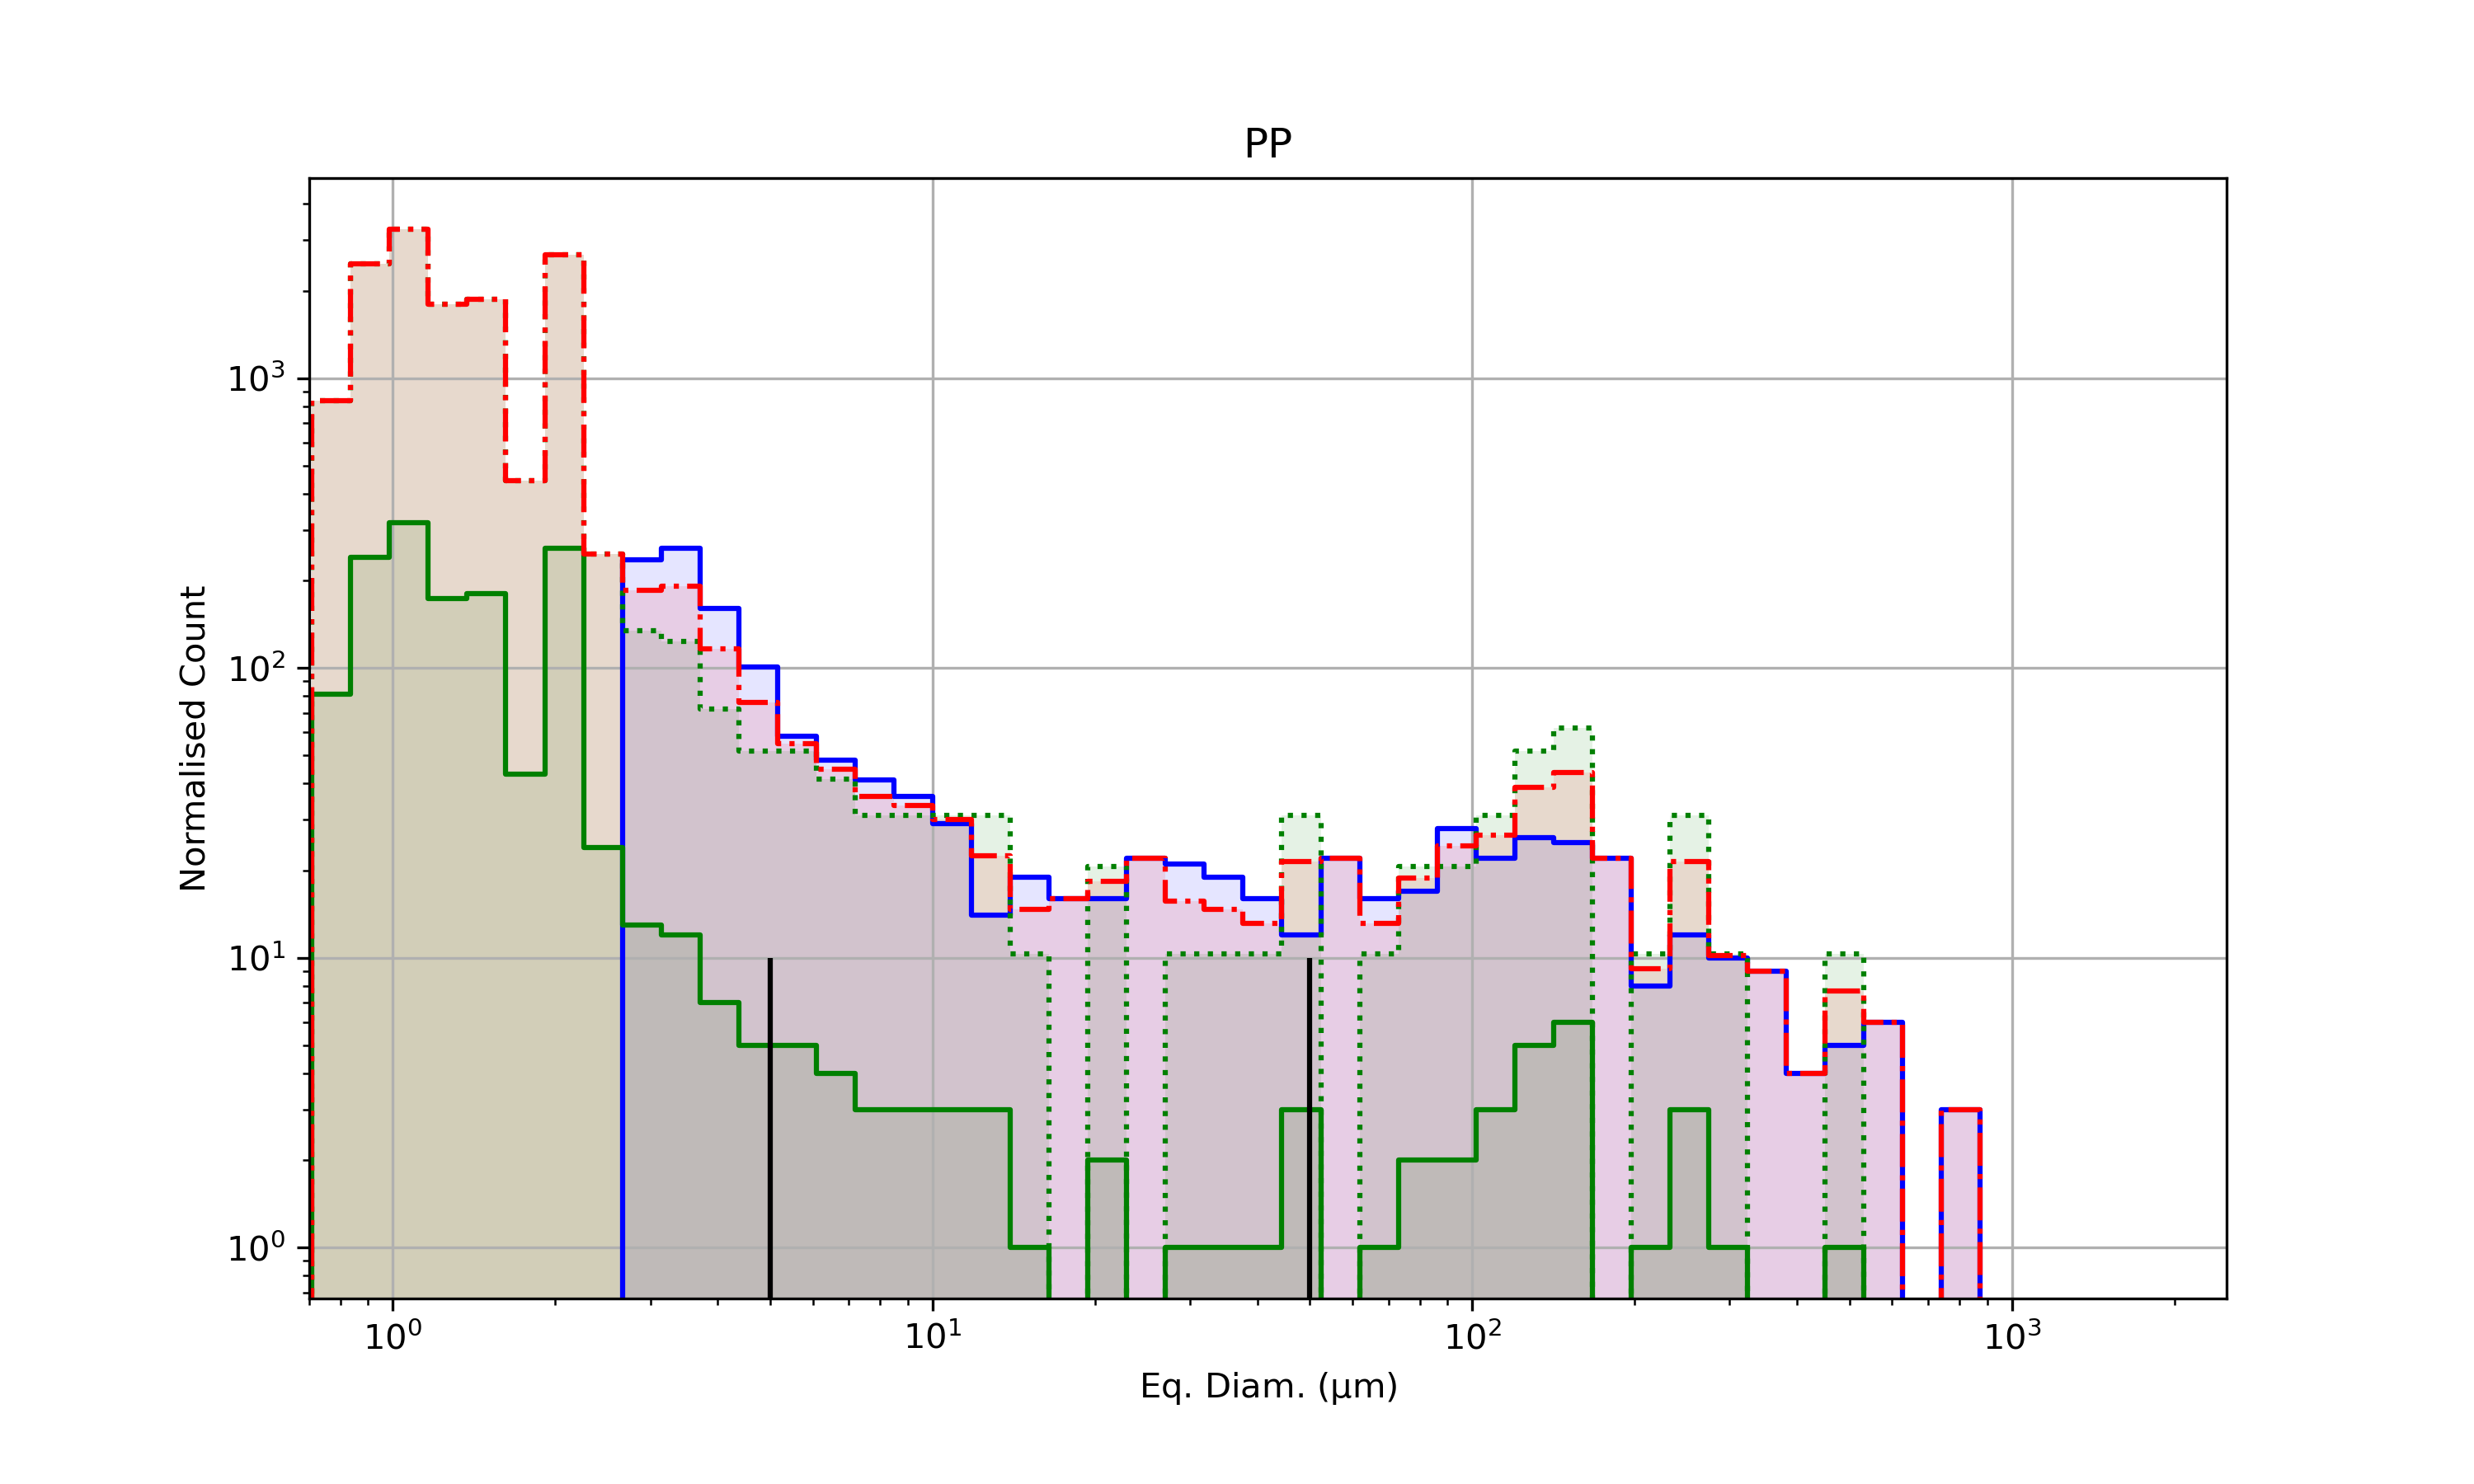 PP
Normalised Count
10³
10²
10¹
10⁰
10⁰ 10¹ 10² 10³
Eq. Diam. (μm)